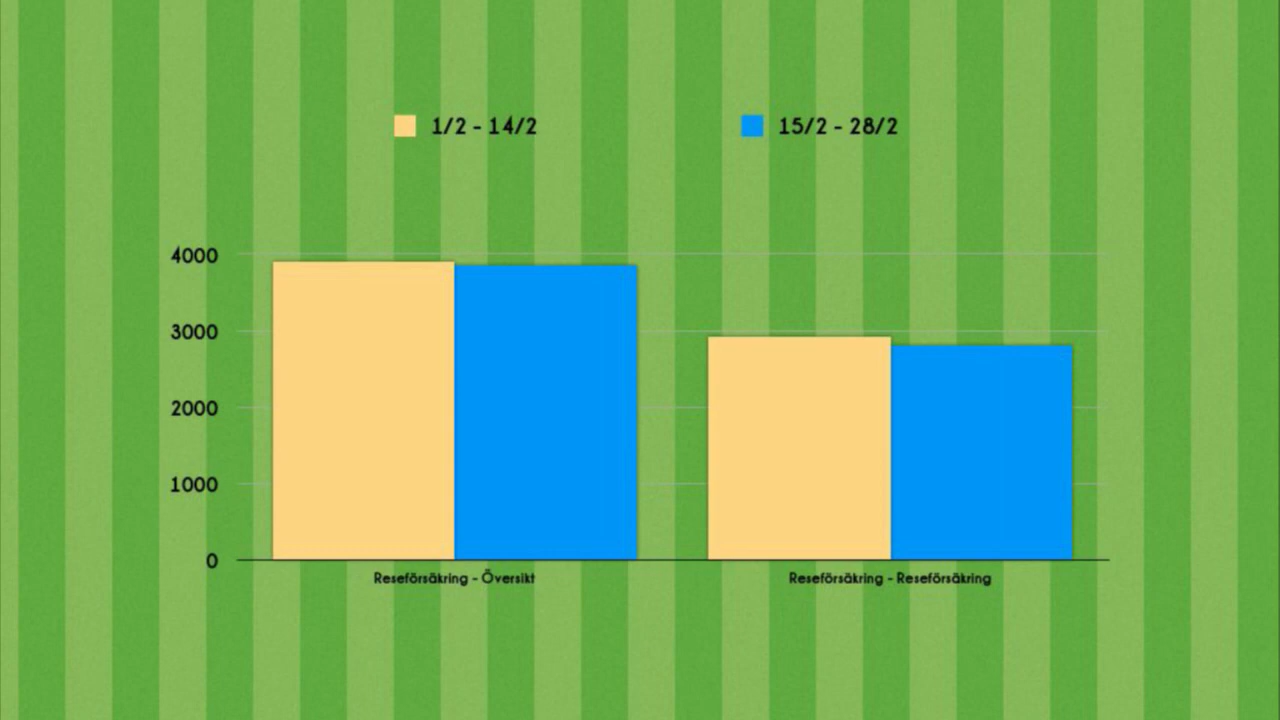 1/2 - 14/2
15/2 - 28/2
4000
3000
2000
1000
0
Reseförsäkring - Översikt
Reseförsäkring - Reseförsäkring